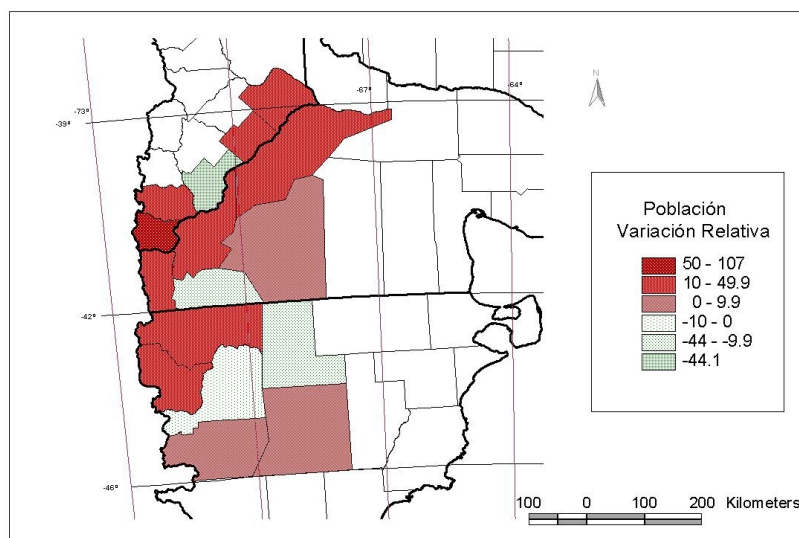 N
-64°
-67°
-73°
-39°
Población
Variación Relativa
50 - 107
10 - 49.9
0 - 9.9
-10 - 0
-44 - -9.9
-44.1
-42°
-46°
100 0 100 200 Kilometers